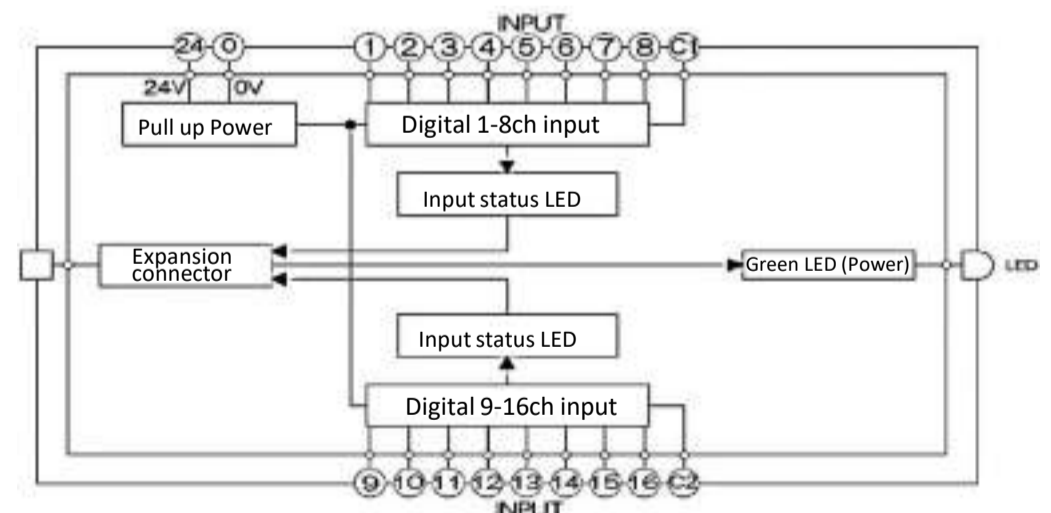 INPUT
24 0 1 2 3 4 5 6 7 8 C1
24V 0V
Pull up Power
Digital 1-8ch input
Input status LED
Expansion
connector
Green LED (Power)
LED
Input status LED
Digital 9-16ch input
9 10 11 12 13 14 15 16 C2
INPUT